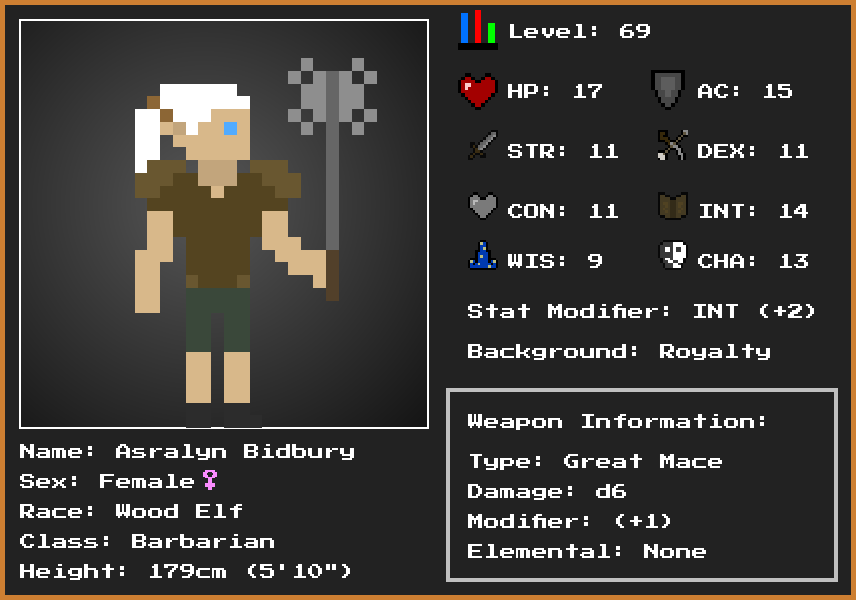 Level: 69
HP: 17
AC: 15
STR: 11
DEX: 11
CON: 11
INT: 14
WIS: 9
CHA: 13
Stat Modifier: INT (+2)
Background: Royalty
Weapon Information:
Type: Great Mace
Damage: d6
Modifier: (+1)
Elemental: None
Name: Asralyn Bidbury
Sex: Female♀
Race: Wood Elf
Class: Barbarian
Height: 179cm (5'10")